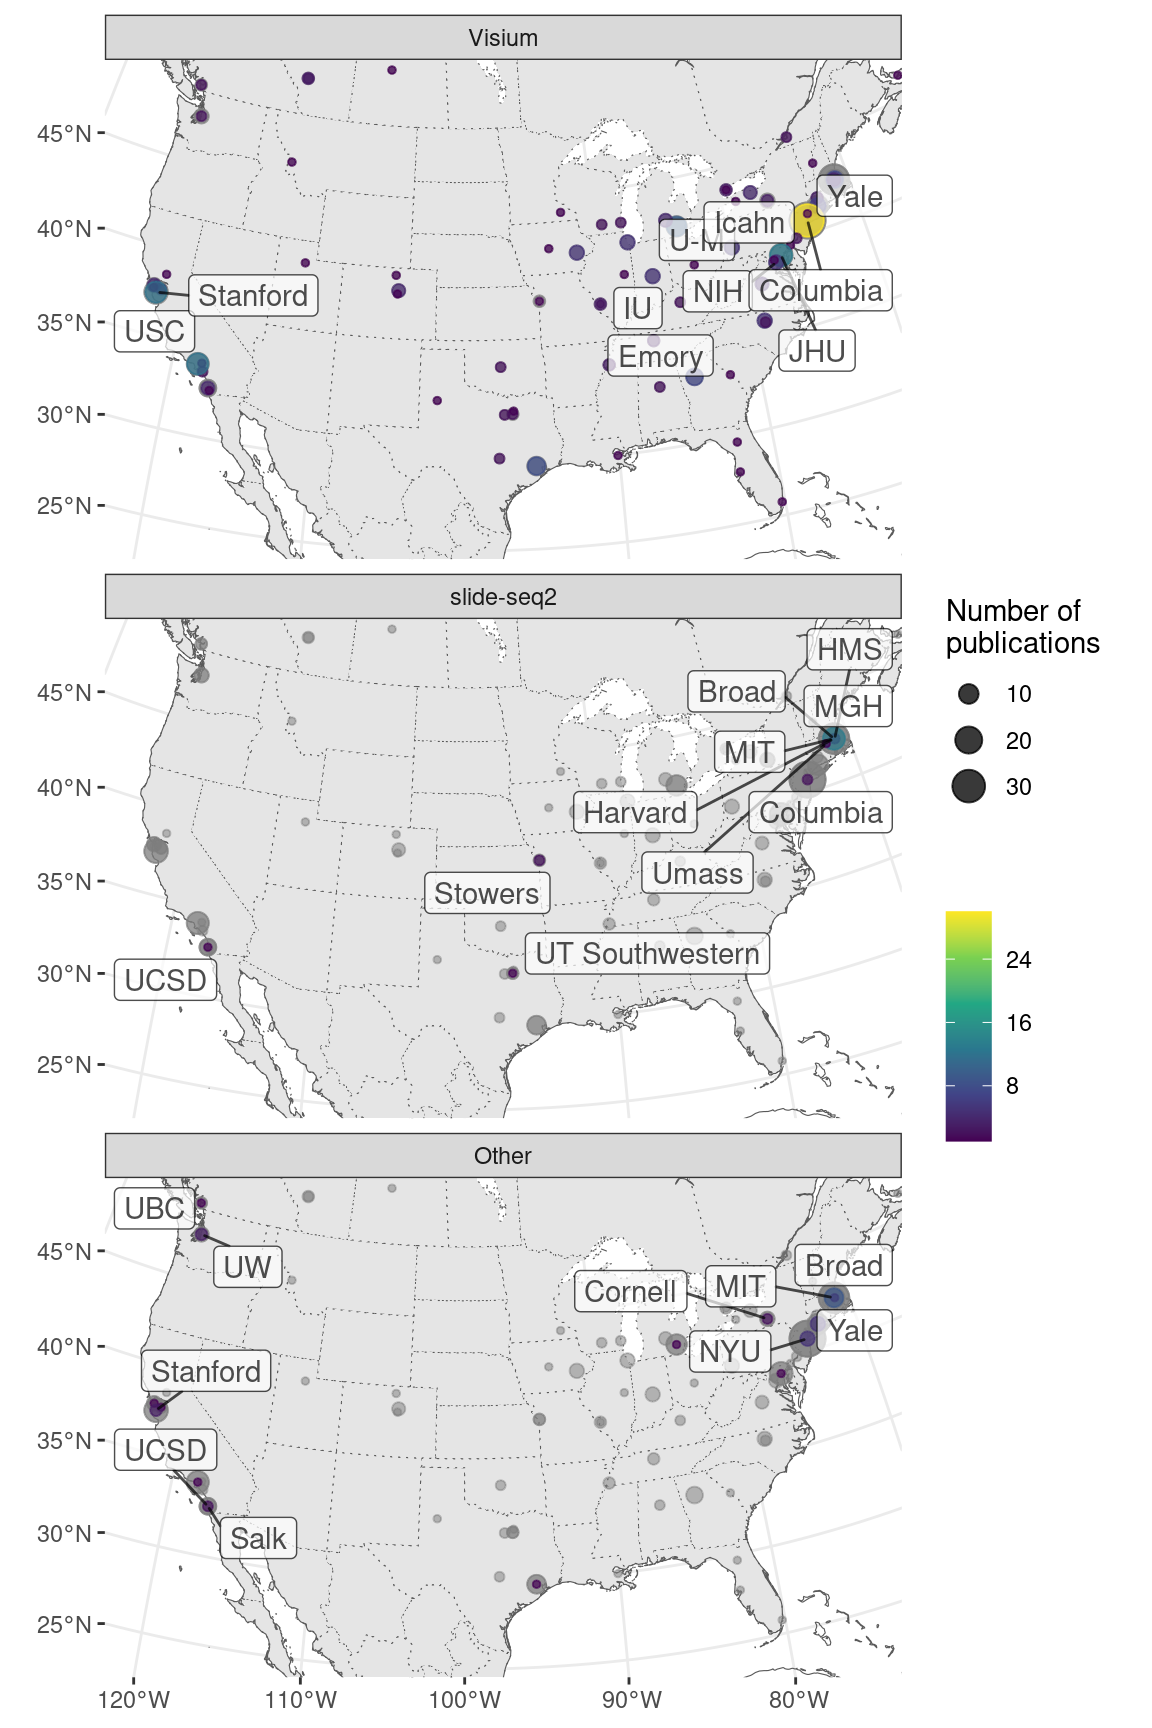 Visium
45°N
40°N
35°N
30°N
25°N
Yale
Icahn
U-M
NIH
Columbia
Stanford
IU
USC
Emory
JHU
slide-seq2
45°N
40°N
35°N
30°N
25°N
HMS
Broad
MGH
MIT
Harvard
Columbia
Umass
Stowers
UT Southwestern
UCSD
Number of
publications
10
20
30
24
16
8
Other
45°N
40°N
35°N
30°N
25°N
UBC
UW
Broad
MIT
Cornell
Yale
NYU
Stanford
UCSD
Salk
120°W
110°W
100°W
90°W
80°W